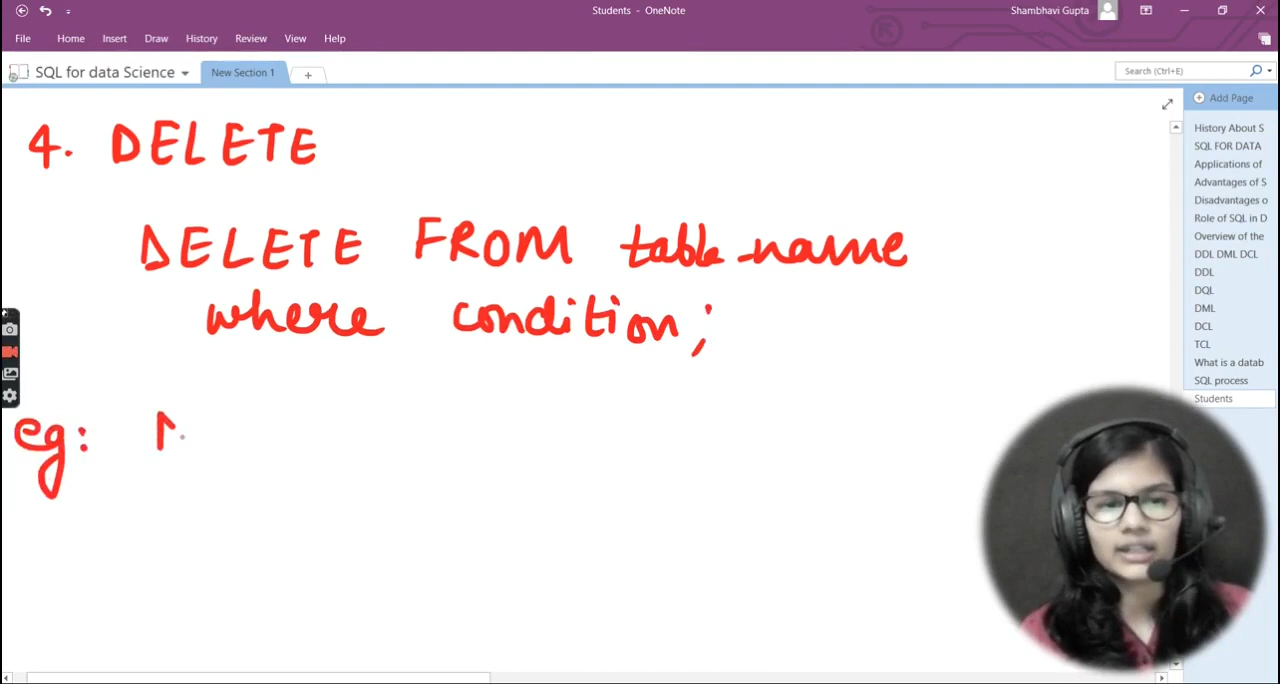 Students - OneNote
Shambhavi Gupta
File Home Insert Draw History Review View Help
SQL for data Science
New Section 1
+
Search (Ctrl+E)
Add Page
4. DELETE
DELETE FROM table_name
where condition;
eg:
History About S
SQL FOR DATA
Applications of
Advantages of S
Disadvantages o
Role of SQL in D
Overview of the
DDL DML DCL
DDL
DQL
DML
DCL
TCL
What is a datab
SQL process
Students